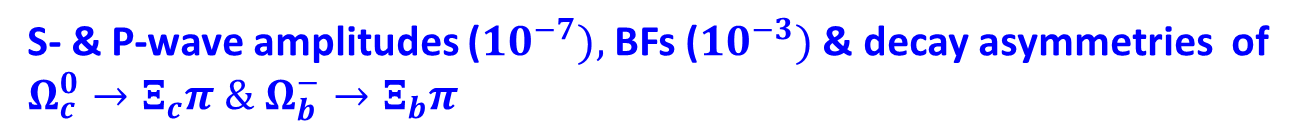 S- & P-wave amplitudes (10⁻⁷), BFs (10⁻³) & decay asymmetries of
Ω_c^0 → Ξ_cπ & Ω_b^- → Ξ_bπ